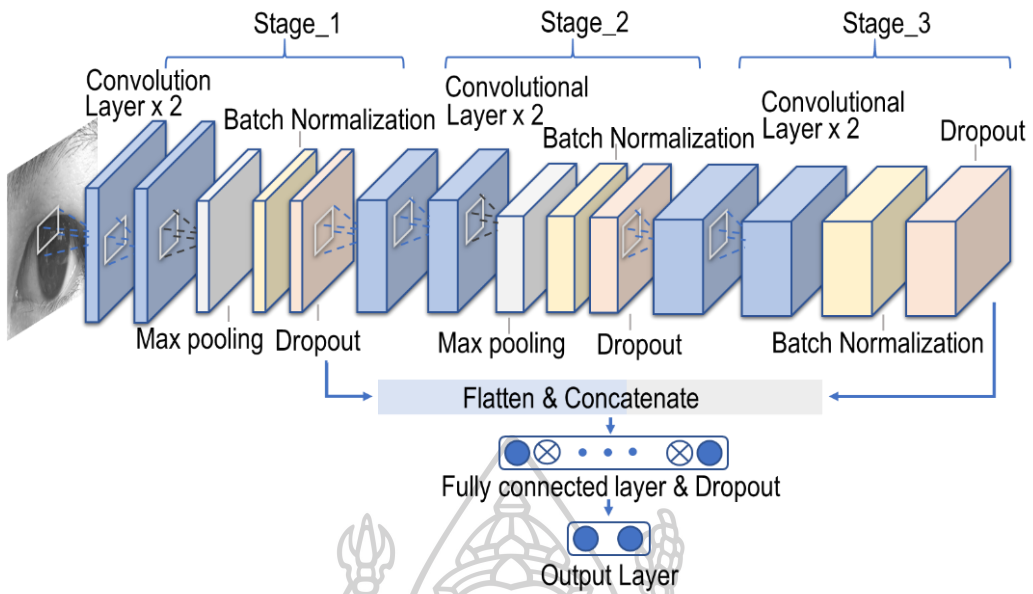 Stage_1
Stage_2
Stage_3
Convolution
Layer x 2
Batch Normalization
Convolutional
Layer x 2
Batch Normalization
Convolutional
Layer x 2
Dropout
Max pooling
Dropout
Max pooling
Dropout
Batch Normalization
Flatten & Concatenate
Fully connected layer & Dropout
Output Layer